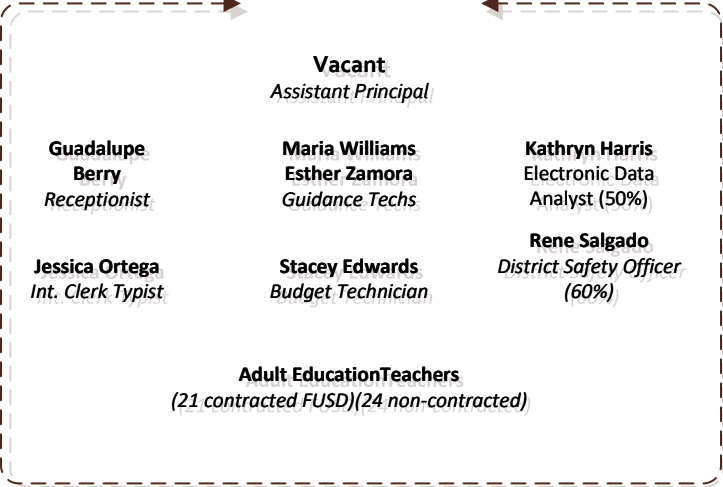 Vacant
Assistant Principal
Guadalupe
Berry
Receptionist
Maria Williams
Esther Zamora
Guidance Techs
Kathryn Harris
Electronic Data
Analyst (50%)
Jessica Ortega
Int. Clerk Typist
Stacey Edwards
Budget Technician
Rene Salgado
District Safety Officer
(60%)
Adult EducationTeachers
(21 contracted FUSD)(24 non-contracted)